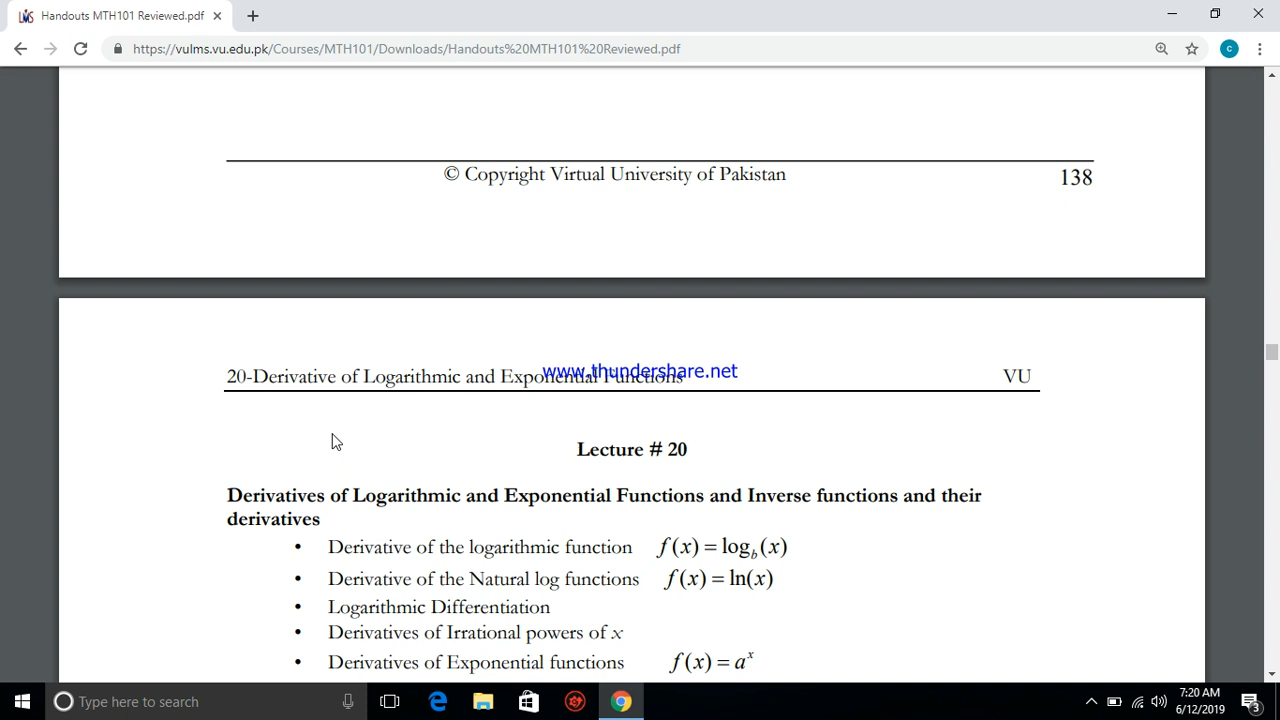 Handouts MTH101 Reviewed.pdf
https://vulms.vu.edu.pk/Courses/MTH101/Downloads/Handouts%20MTH101%20Reviewed.pdf
c
© Copyright Virtual University of Pakistan 138
20-Derivative of Logarithmic and Exponential Functions VU
www.thundershare.net
Lecture # 20
Derivatives of Logarithmic and Exponential Functions and Inverse functions and their
derivatives
• Derivative of the logarithmic function f(x) = log_b(x)
• Derivative of the Natural log functions f(x) = ln(x)
• Logarithmic Differentiation
• Derivatives of Irrational powers of x
• Derivatives of Exponential functions f(x) = a^x
Type here to search
7:20 AM
6/12/2019
3